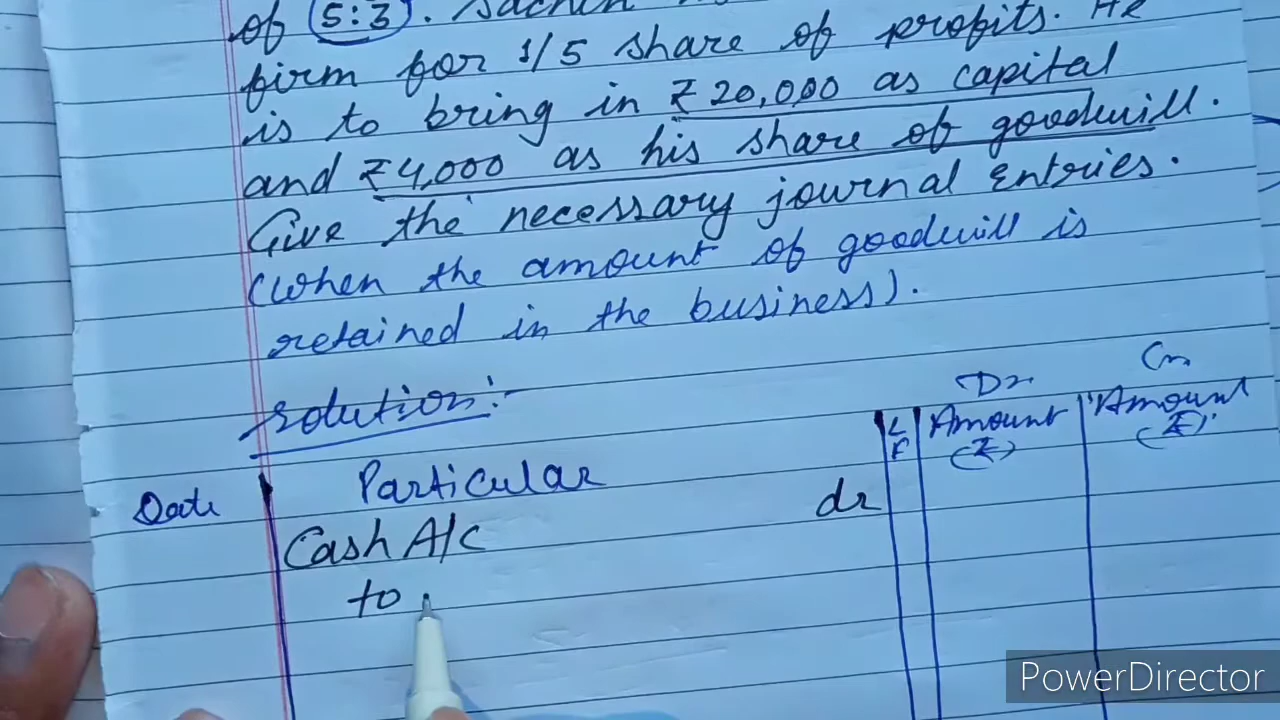 of 5:3. Sachin
firm for 1/5 share of profits. He
is to bring in ₹20,000 as capital
and ₹4,000 as his share of goodwill.
Give the necessary journal Entries.
(when the amount of goodwill is
retained in the business).
Solution:-
Date Particular LF Dr Amount (₹) Cr Amount (₹)
Cash A/c dr
to
PowerDirector